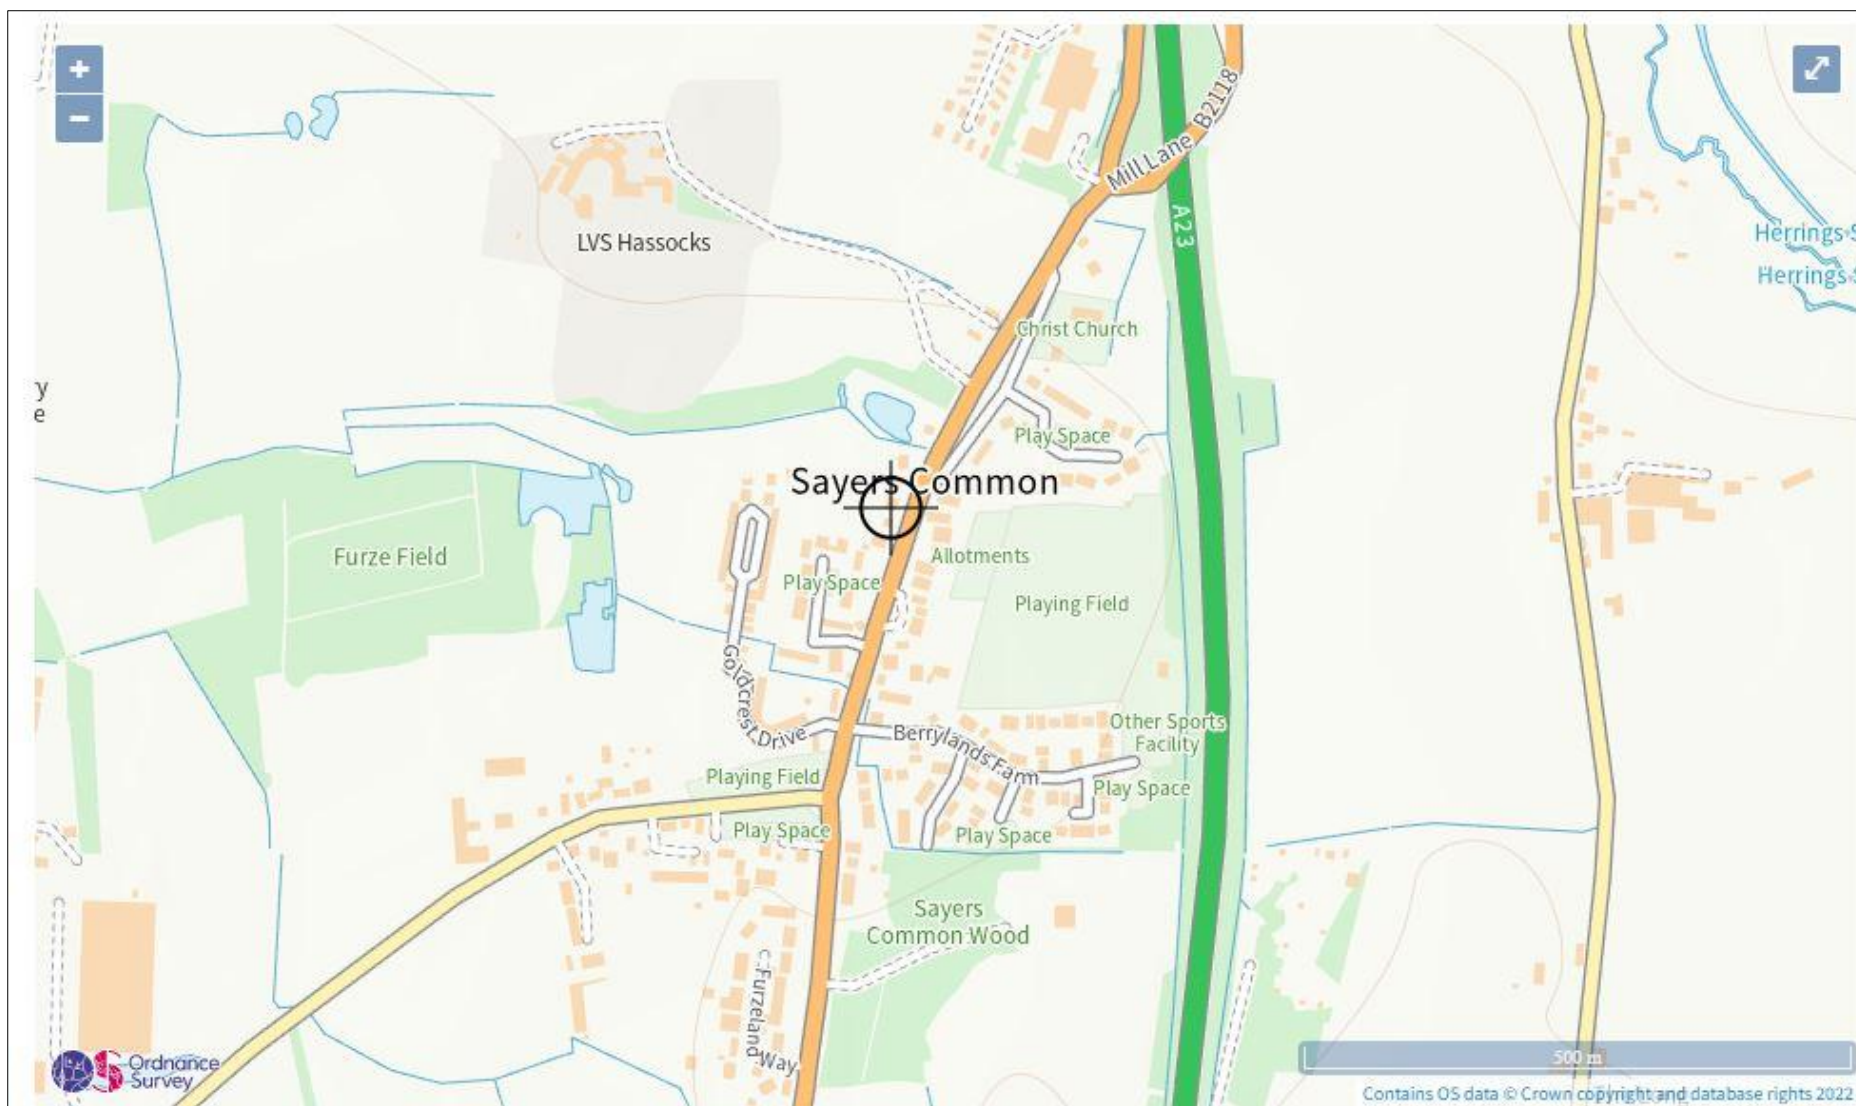 +
−
Mill Lane
B2118
A23
LVS Hassocks
Herrings S
Herrings S
Christ Church
y
e
Play Space
Sayers Common
Furze Field
Allotments
Play Space
Playing Field
Goldcrest Drive
Berrylands Farm
Other Sports
Facility
Playing Field
Play Space
Play Space
Play Space
Sayers
Common Wood
Furzeland Way
500 m
Ordnance
Survey
Contains OS data © Crown copyright and database rights 2022